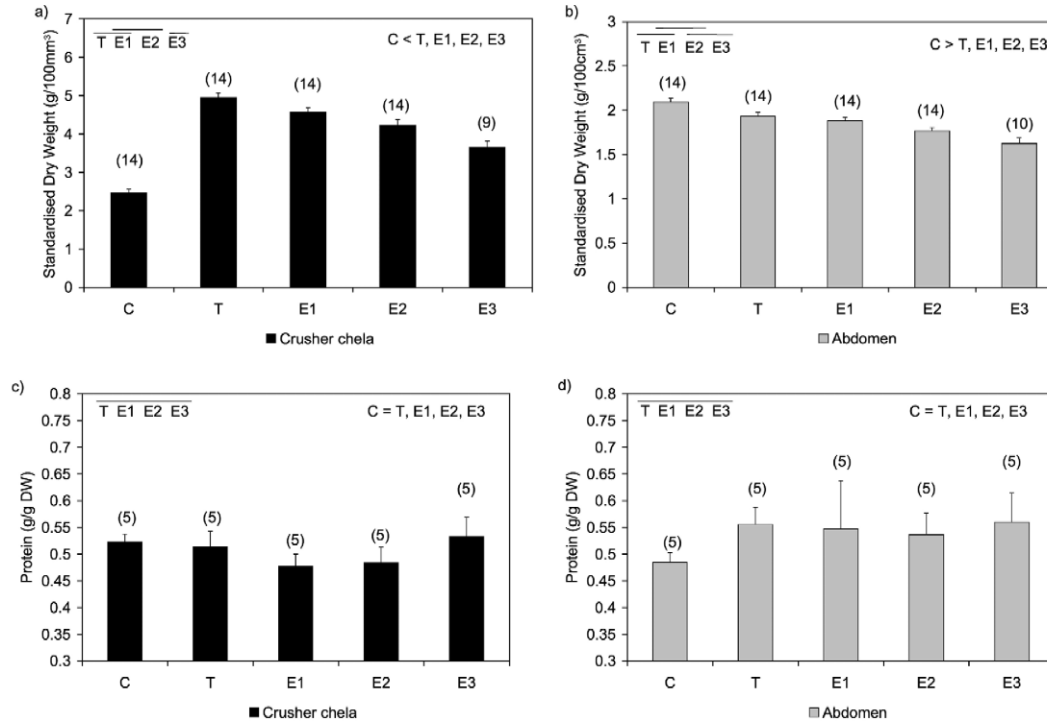 a)
Standardised Dry Weight (g/100mm³)
7
6
5
4
3
2
1
0
T E1 E2 E3
C < T, E1, E2, E3
(14)
(14)
(14)
(14)
(9)
C T E1 E2 E3
Crusher chela
b)
Standardised Dry Weight (g/100cm³)
3
2.5
2
1.5
1
0.5
0
T E1 E2 E3
C > T, E1, E2, E3
(14)
(14)
(14)
(14)
(10)
C T E1 E2 E3
Abdomen
c)
Protein (g/g DW)
0.8
0.75
0.7
0.65
0.6
0.55
0.5
0.45
0.4
0.35
0.3
T E1 E2 E3
C = T, E1, E2, E3
(5)
(5)
(5)
(5)
(5)
C T E1 E2 E3
Crusher chela
d)
Protein (g/g DW)
0.8
0.75
0.7
0.65
0.6
0.55
0.5
0.45
0.4
0.35
0.3
T E1 E2 E3
C = T, E1, E2, E3
(5)
(5)
(5)
(5)
(5)
C T E1 E2 E3
Abdomen